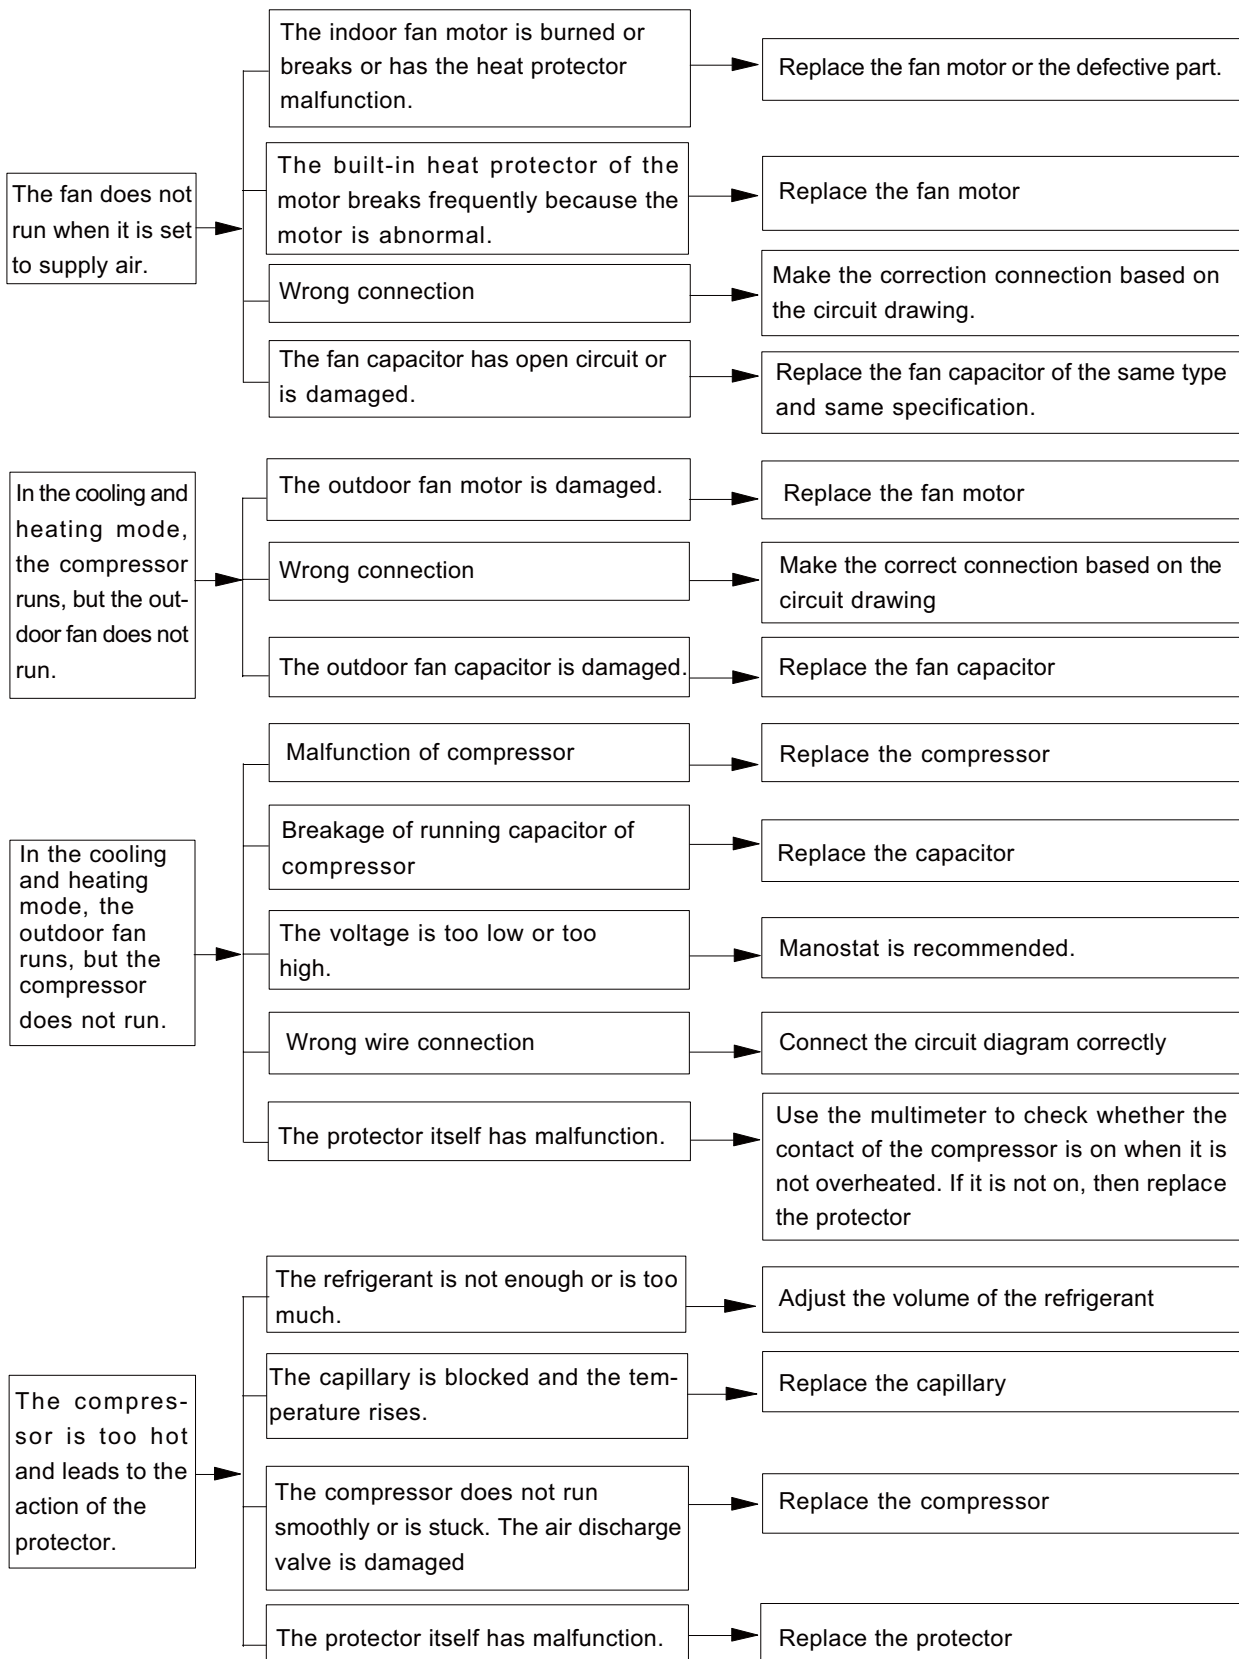 The indoor fan motor is burned or
breaks or has the heat protector
malfunction.
Replace the fan motor or the defective part.
The built-in heat protector of the
motor breaks frequently because the
motor is abnormal.
Replace the fan motor
The fan does not
run when it is set
to supply air.
Wrong connection
Make the correction connection based on
the circuit drawing.
The fan capacitor has open circuit or
is damaged.
Replace the fan capacitor of the same type
and same specification.
In the cooling and
heating mode,
the compressor
runs, but the out-
door fan does not
run.
The outdoor fan motor is damaged.
Replace the fan motor
Wrong connection
Make the correct connection based on the
circuit drawing
The outdoor fan capacitor is damaged.
Replace the fan capacitor
Malfunction of compressor
Replace the compressor
Breakage of running capacitor of
compressor
Replace the capacitor
In the cooling
and heating
mode, the
outdoor fan
runs, but the
compressor
does not run.
The voltage is too low or too
high.
Manostat is recommended.
Wrong wire connection
Connect the circuit diagram correctly
The protector itself has malfunction.
Use the multimeter to check whether the
contact of the compressor is on when it is
not overheated. If it is not on, then replace
the protector
The refrigerant is not enough or is too
much.
Adjust the volume of the refrigerant
The capillary is blocked and the tem-
perature rises.
Replace the capillary
The compres-
sor is too hot
and leads to the
action of the
protector.
The compressor does not run
smoothly or is stuck. The air discharge
valve is damaged
Replace the compressor
The protector itself has malfunction.
Replace the protector